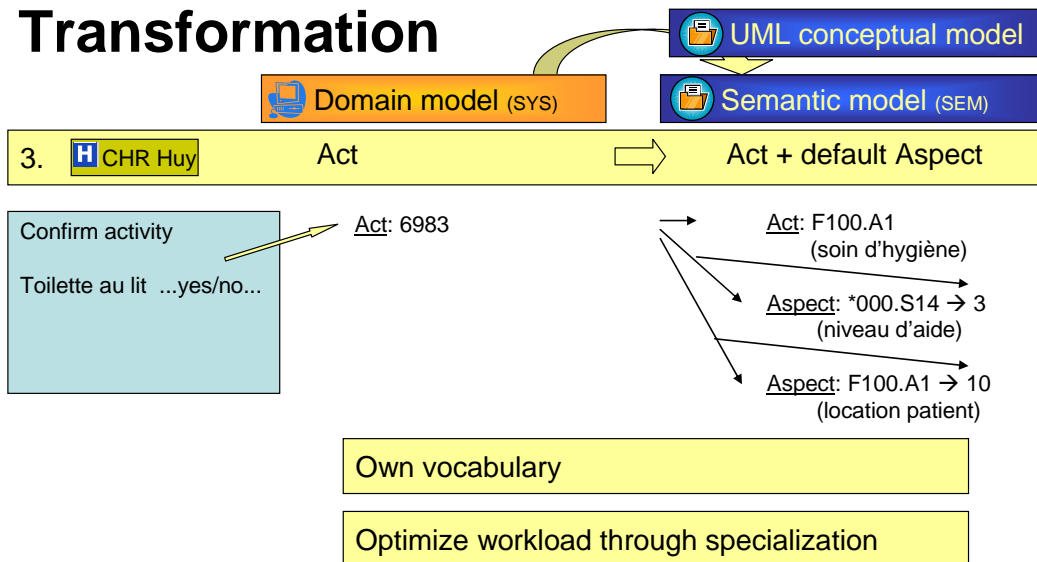 Transformation
UML conceptual model
Domain model (SYS)
Semantic model (SEM)
3. H CHR Huy Act Act + default Aspect
Confirm activity
Toilette au lit ...yes/no...
Act: 6983
Act: F100.A1
(soin d'hygiène)
Aspect: *000.S14 → 3
(niveau d'aide)
Aspect: F100.A1 → 10
(location patient)
Own vocabulary
Optimize workload through specialization